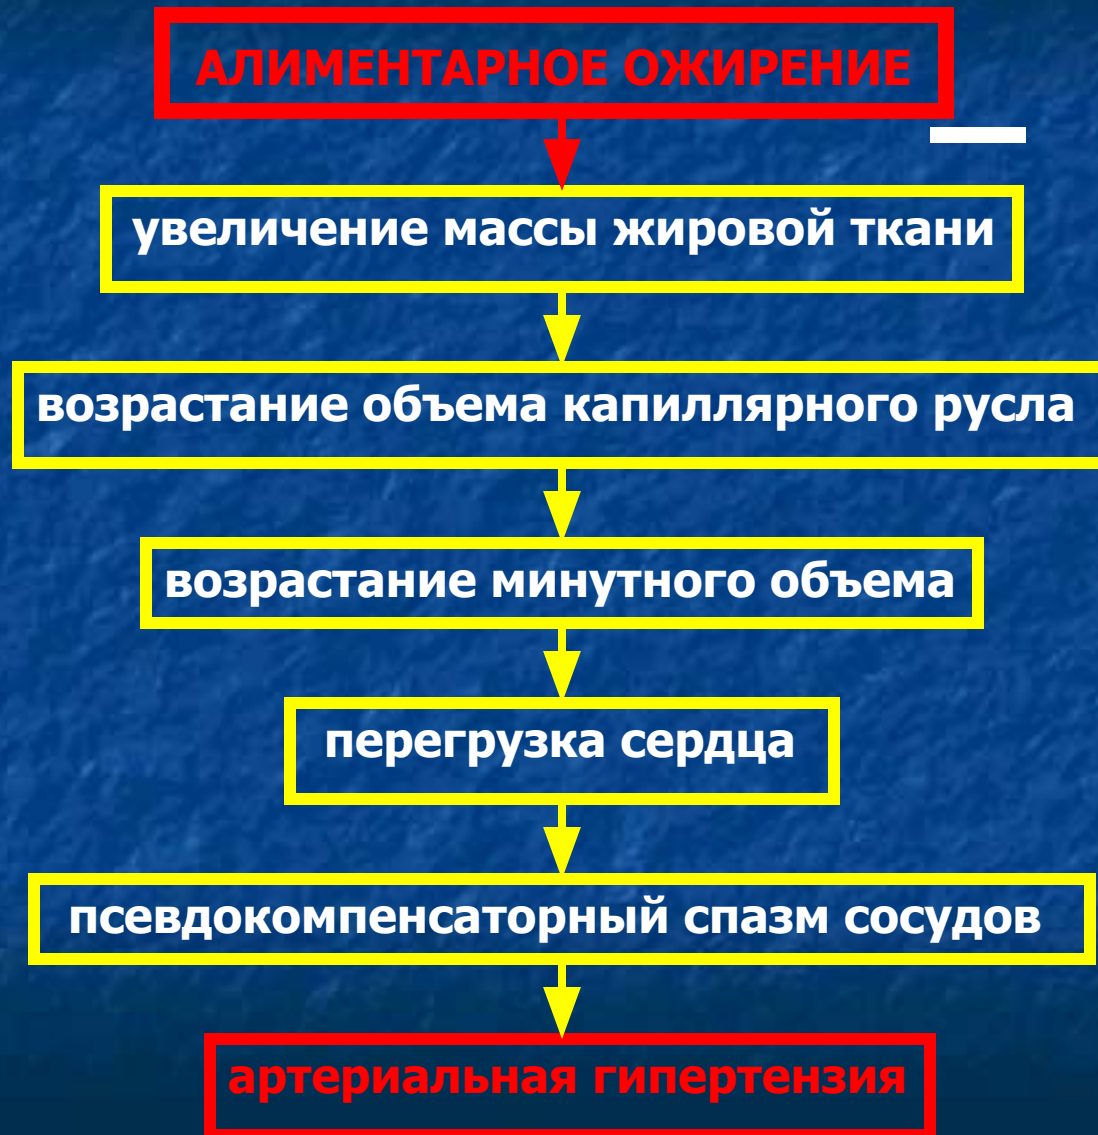 АЛИМЕНТАРНОЕ ОЖИРЕНИЕ
увеличение массы жировой ткани
возрастание объема капиллярного русла
возрастание минутного объема
перегрузка сердца
псевдокомпенсаторный спазм сосудов
артериальная гипертензия